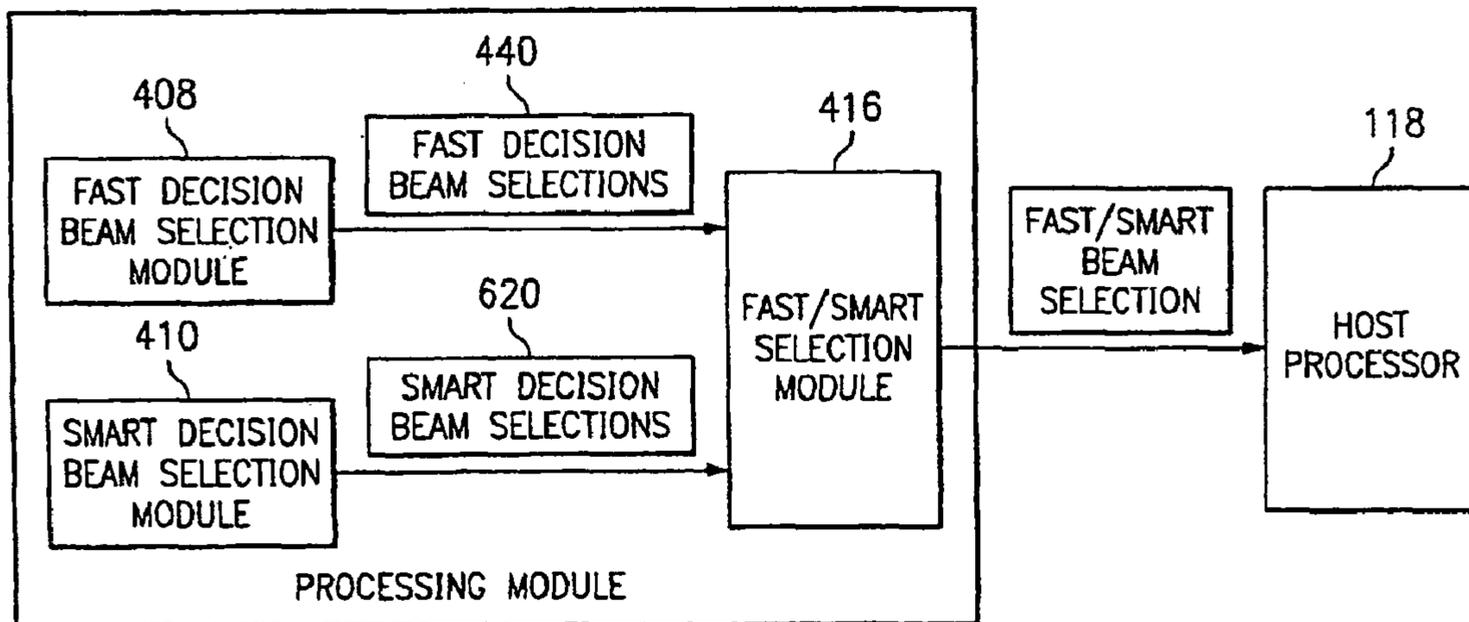 408
FAST DECISION
BEAM SELECTION
MODULE
440
FAST DECISION
BEAM SELECTIONS
410
SMART DECISION
BEAM SELECTION
MODULE
620
SMART DECISION
BEAM SELECTIONS
416
FAST/SMART
SELECTION
MODULE
PROCESSING MODULE
FAST/SMART
BEAM
SELECTION
118
HOST
PROCESSOR